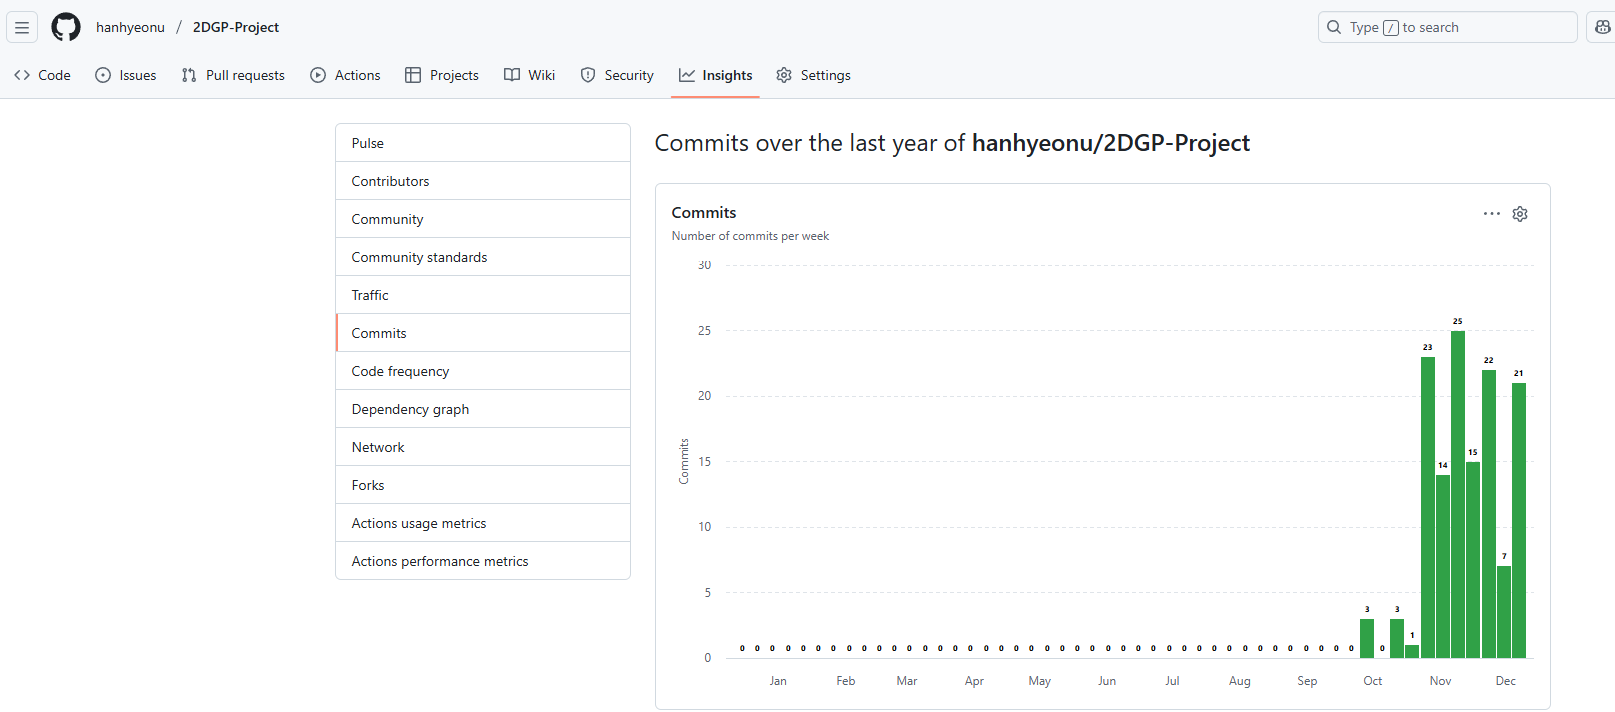 hanhyeonu / 2DGP-Project
Type / to search
Code Issues Pull requests Actions Projects Wiki Security Insights Settings
Pulse
Contributors
Community
Community standards
Traffic
Commits
Code frequency
Dependency graph
Network
Forks
Actions usage metrics
Actions performance metrics
Commits over the last year of hanhyeonu/2DGP-Project
Commits
Number of commits per week
30
25
20
15
10
5
0
Commits
0 0 0 0 0 0 0 0 0 0 0 0 0 0 0 0 0 0 0 0 0 0 0 0 0 0 0 0 0 0 0 0 0 0 0 0 0 0 0 0 0 3 0 3 1 23 14 25 15 22 7 21
Jan Feb Mar Apr May Jun Jul Aug Sep Oct Nov Dec